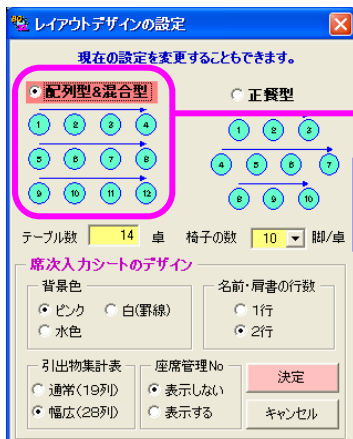 レイアウトデザインの設定
現在の設定を変更することもできます。
配列型&混合型
正餐型
1 2 3 4
5 6 7 8
9 10 11 12
1 2 3
4 5 6 7
8 9 10
テーブル数 14 卓 椅子の数 10 脚/卓
席次入力シートのデザイン
背景色
ピンク 白(罫線)
水色
名前・肩書の行数
1行
2行
引出物集計表
通常(19列)
幅広(28列)
座席管理No
表示しない
表示する
決定
キャンセル